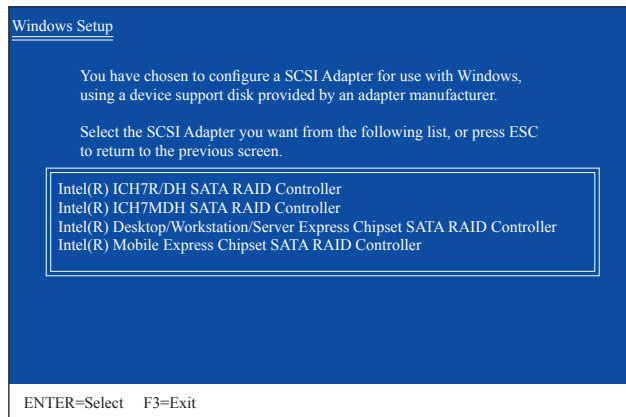 Windows Setup
You have chosen to configure a SCSI Adapter for use with Windows,
using a device support disk provided by an adapter manufacturer.
Select the SCSI Adapter you want from the following list, or press ESC
to return to the previous screen.
Intel(R) ICH7R/DH SATA RAID Controller
Intel(R) ICH7MDH SATA RAID Controller
Intel(R) Desktop/Workstation/Server Express Chipset SATA RAID Controller
Intel(R) Mobile Express Chipset SATA RAID Controller
ENTER=Select F3=Exit